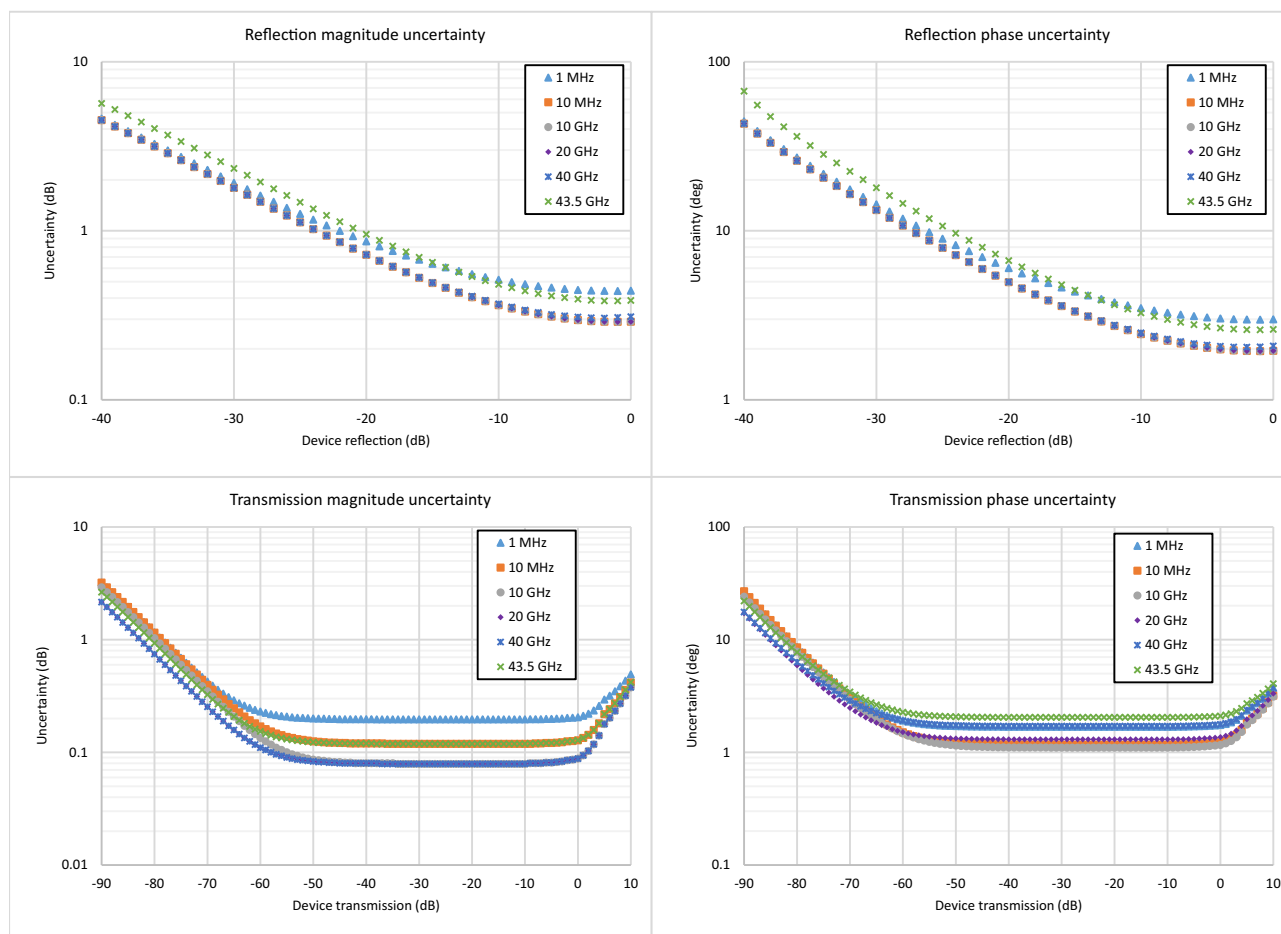 Reflection magnitude uncertainty
Uncertainty (dB)
10
1
0.1
-40 -30 -20 -10 0
Device reflection (dB)
1 MHz
10 MHz
10 GHz
20 GHz
40 GHz
43.5 GHz
Reflection phase uncertainty
Uncertainty (deg)
100
10
1
-40 -30 -20 -10 0
Device reflection (dB)
1 MHz
10 MHz
10 GHz
20 GHz
40 GHz
43.5 GHz
Transmission magnitude uncertainty
Uncertainty (dB)
10
1
0.1
0.01
-90 -80 -70 -60 -50 -40 -30 -20 -10 0 10
Device transmission (dB)
1 MHz
10 MHz
10 GHz
20 GHz
40 GHz
43.5 GHz
Transmission phase uncertainty
Uncertainty (deg)
100
10
1
0.1
-90 -80 -70 -60 -50 -40 -30 -20 -10 0 10
Device transmission (dB)
1 MHz
10 MHz
10 GHz
20 GHz
40 GHz
43.5 GHz